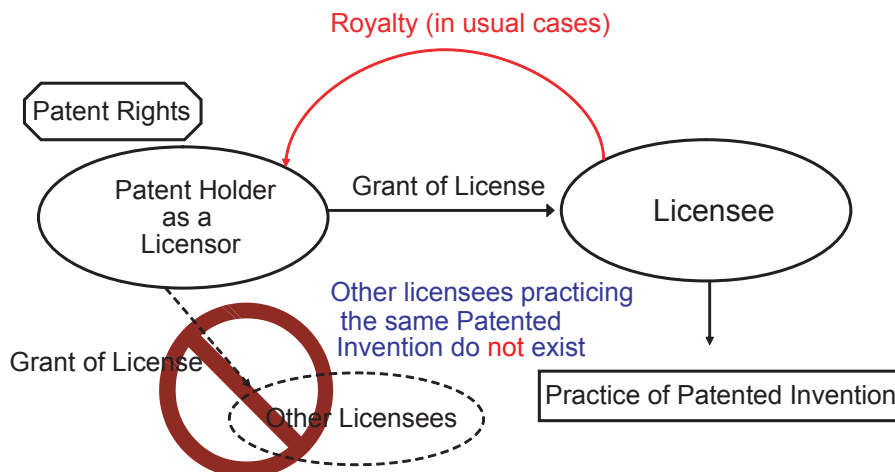 Royalty (in usual cases)
Patent Rights
Patent Holder
as a
Licensor
Grant of License
Licensee
Other licensees practicing
the same Patented
Invention do not exist
Grant of License
Other Licensees
Practice of Patented Invention